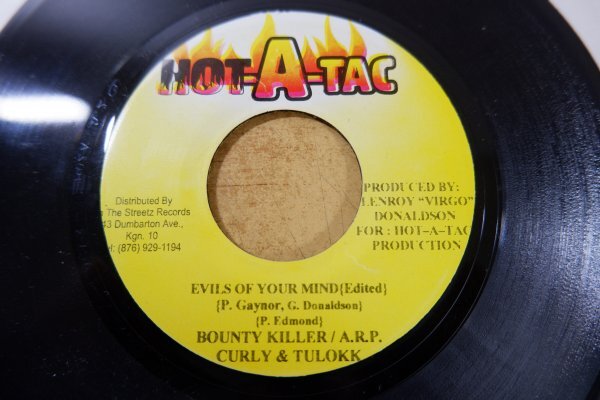 HOT-A-TAC
Distributed By
The Streetz Records
43 Dumbarton Ave.,
Kgn. 10
(876) 929-1194
PRODUCED BY:
LENROY "VIRGO"
DONALDSON
FOR : HOT-A-TAC
PRODUCTION
EVILS OF YOUR MIND{Edited}
{P. Gaynor, G. Donaldson}
{P. Edmond}
BOUNTY KILLER / A.R.P.
CURLY & TULOKK